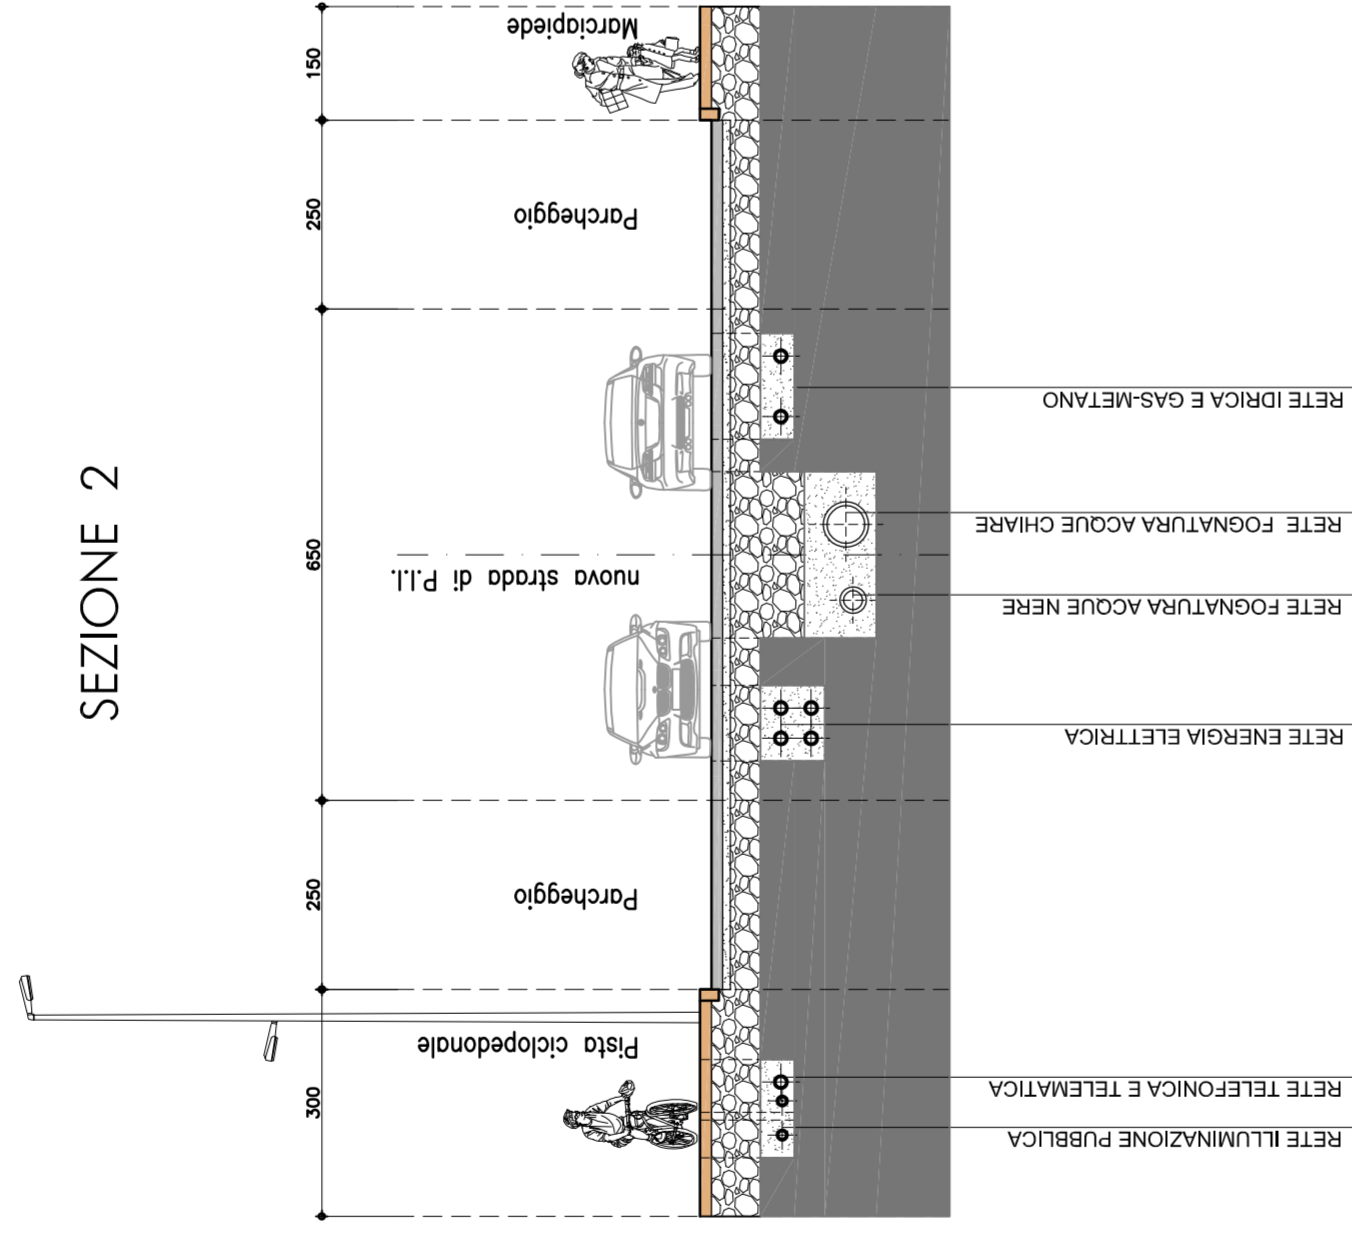 SEZIONE 2
300
250
650
250
150
Pista ciclopedonale
Parcheggio
nuova strada di P.I.I.
Parcheggio
Marciapiede
RETE ILLUMINAZIONE PUBBLICA
RETE TELEFONICA E TELEMATICA
RETE ENERGIA ELETTRICA
RETE FOGNATURA ACQUE NERE
RETE FOGNATURA ACQUE CHIARE
RETE IDRICA E GAS-METANO